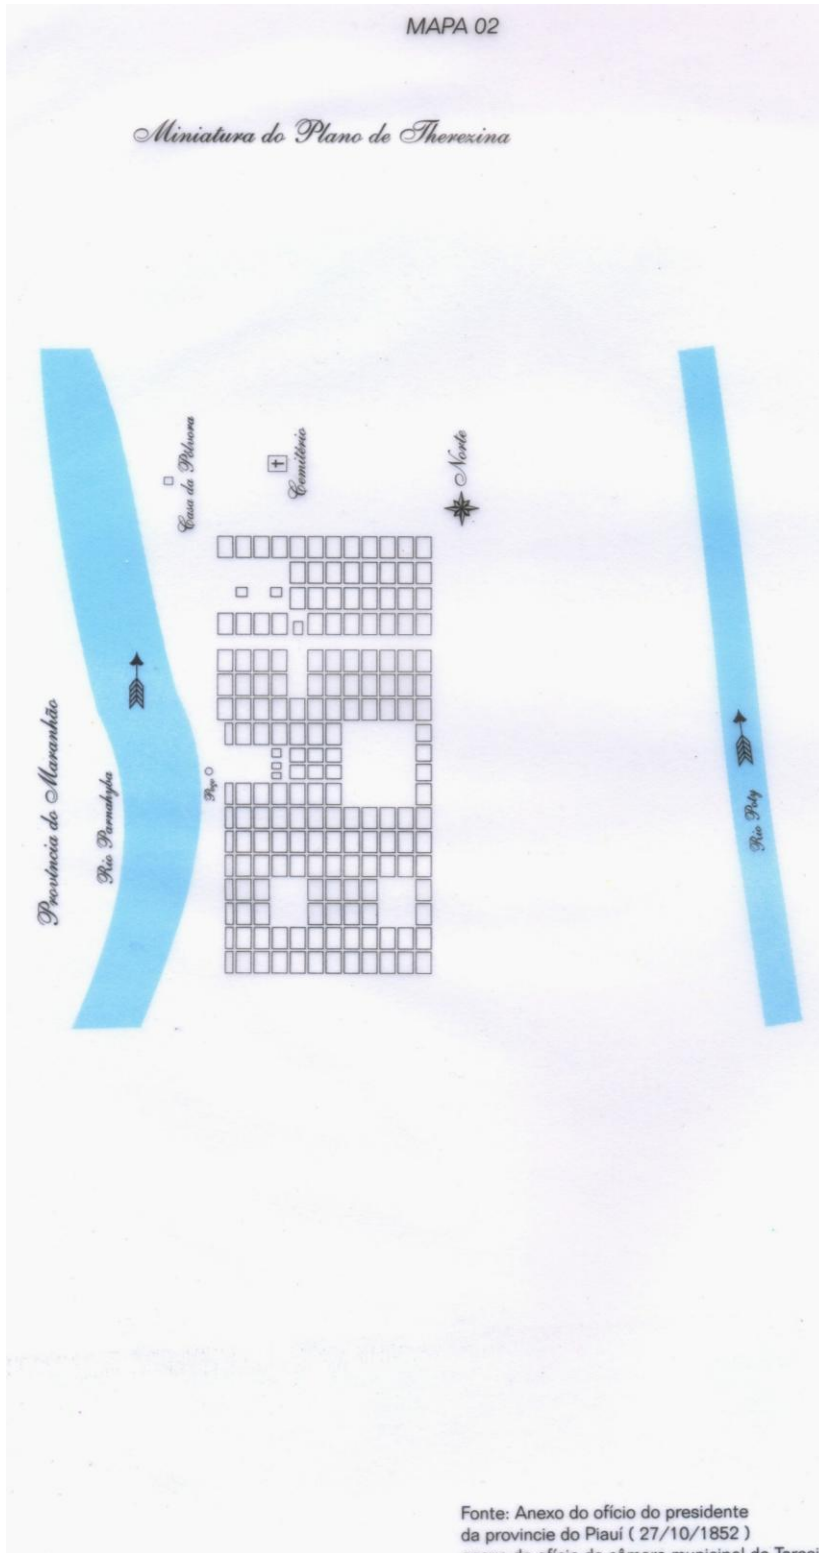 MAPA 02
Miniatura do Plano de Therezina
Casa da Pólvora
Cemitério
Norte
Província do Maranhão
Rio Parnahyba
Poço
Rio Poty
Fonte: Anexo do ofício do presidente
da provincie do Piauí ( 27/10/1852 )